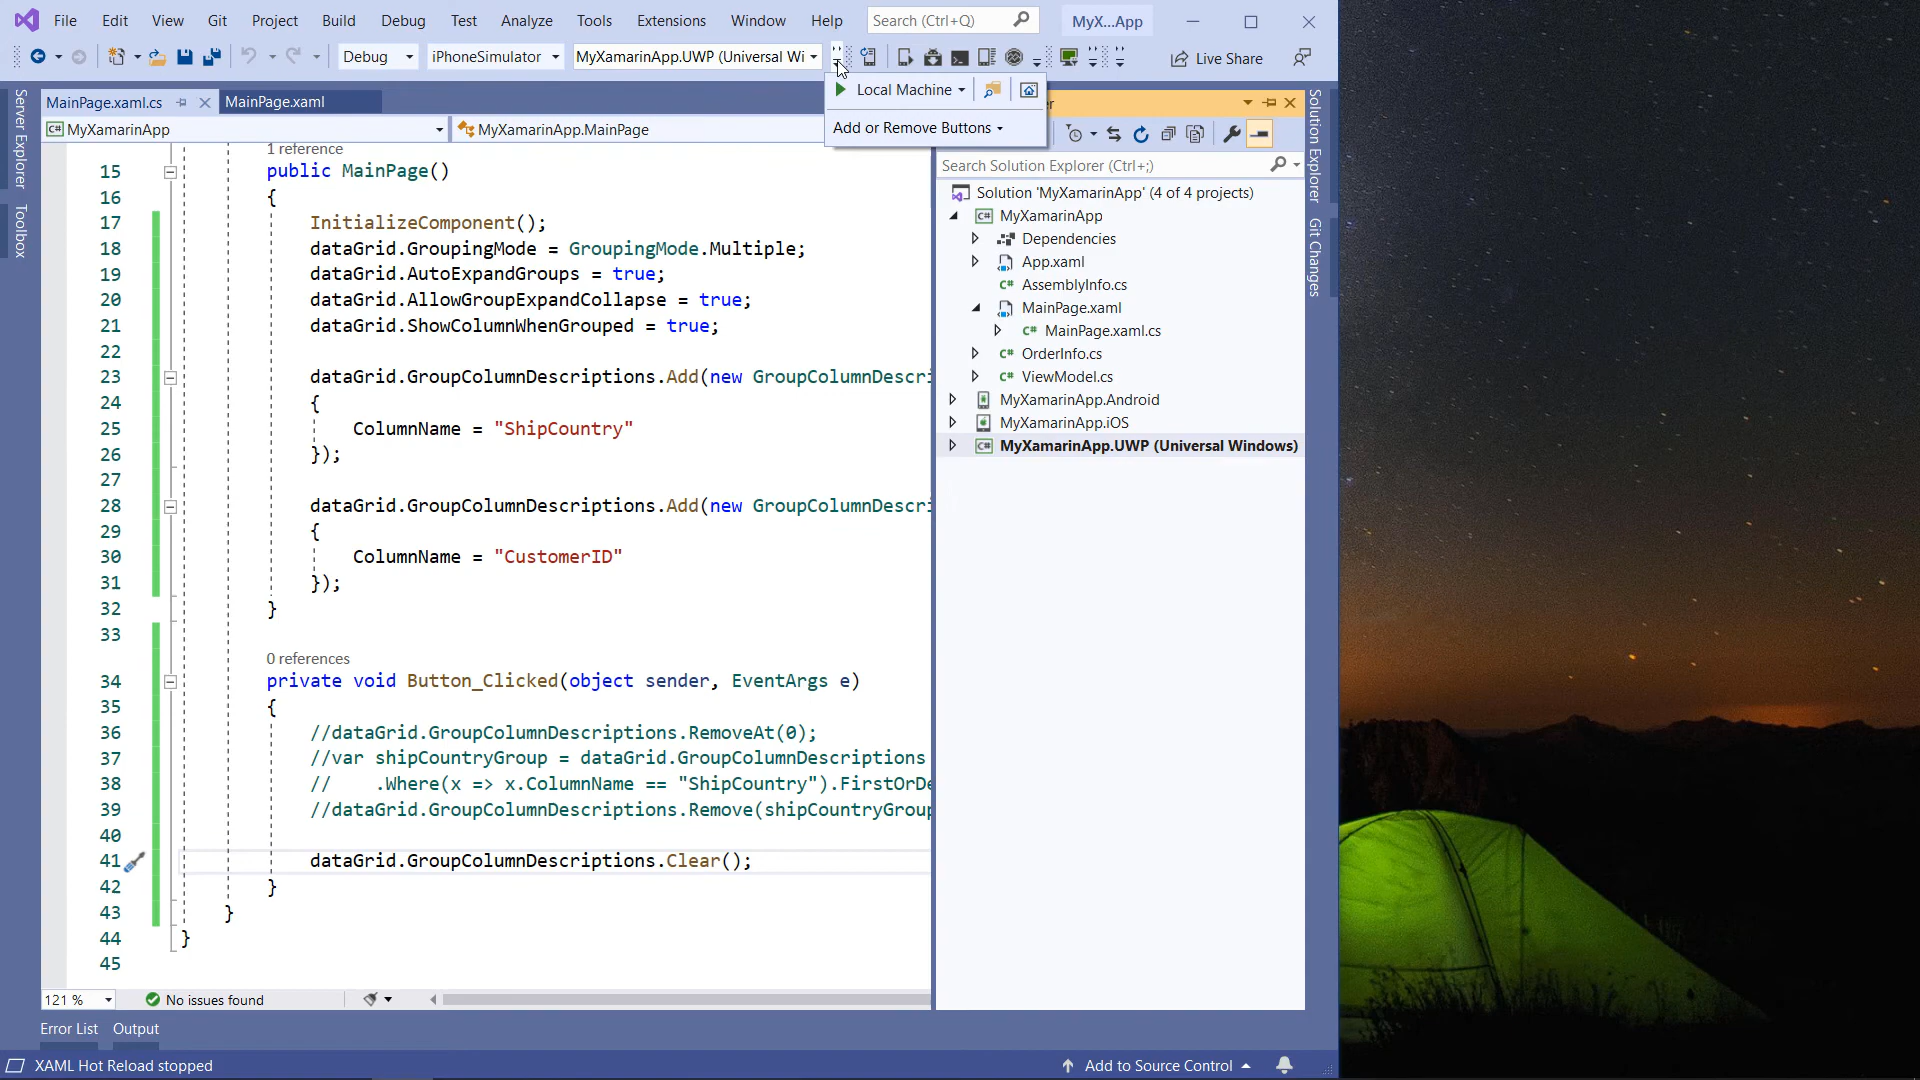 File Edit View Git Project Build Debug Test Analyze Tools Extensions Window Help Search (Ctrl+Q) MyX...App
Debug iPhoneSimulator MyXamarinApp.UWP (Universal Wi Live Share
Local Machine
Add or Remove Buttons
Server Explorer
Toolbox
MainPage.xaml.cs MainPage.xaml
MyXamarinApp MyXamarinApp.MainPage
1 reference
15 public MainPage()
16 {
17 InitializeComponent();
18 dataGrid.GroupingMode = GroupingMode.Multiple;
19 dataGrid.AutoExpandGroups = true;
20 dataGrid.AllowGroupExpandCollapse = true;
21 dataGrid.ShowColumnWhenGrouped = true;
22
23 dataGrid.GroupColumnDescriptions.Add(new GroupColumnDescri
24 {
25 ColumnName = "ShipCountry"
26 });
27
28 dataGrid.GroupColumnDescriptions.Add(new GroupColumnDescri
29 {
30 ColumnName = "CustomerID"
31 });
32 }
33
0 references
34 private void Button_Clicked(object sender, EventArgs e)
35 {
36 //dataGrid.GroupColumnDescriptions.RemoveAt(0);
37 //var shipCountryGroup = dataGrid.GroupColumnDescriptions
38 // .Where(x => x.ColumnName == "ShipCountry").FirstOrDe
39 //dataGrid.GroupColumnDescriptions.Remove(shipCountryGroup
40
41 dataGrid.GroupColumnDescriptions.Clear();
42 }
43 }
44 }
45
121 % No issues found
Search Solution Explorer (Ctrl+;)
Solution 'MyXamarinApp' (4 of 4 projects)
MyXamarinApp
Dependencies
App.xaml
AssemblyInfo.cs
MainPage.xaml
MainPage.xaml.cs
OrderInfo.cs
ViewModel.cs
MyXamarinApp.Android
MyXamarinApp.iOS
MyXamarinApp.UWP (Universal Windows)
Solution Explorer
Git Changes
Error List Output
XAML Hot Reload stopped Add to Source Control